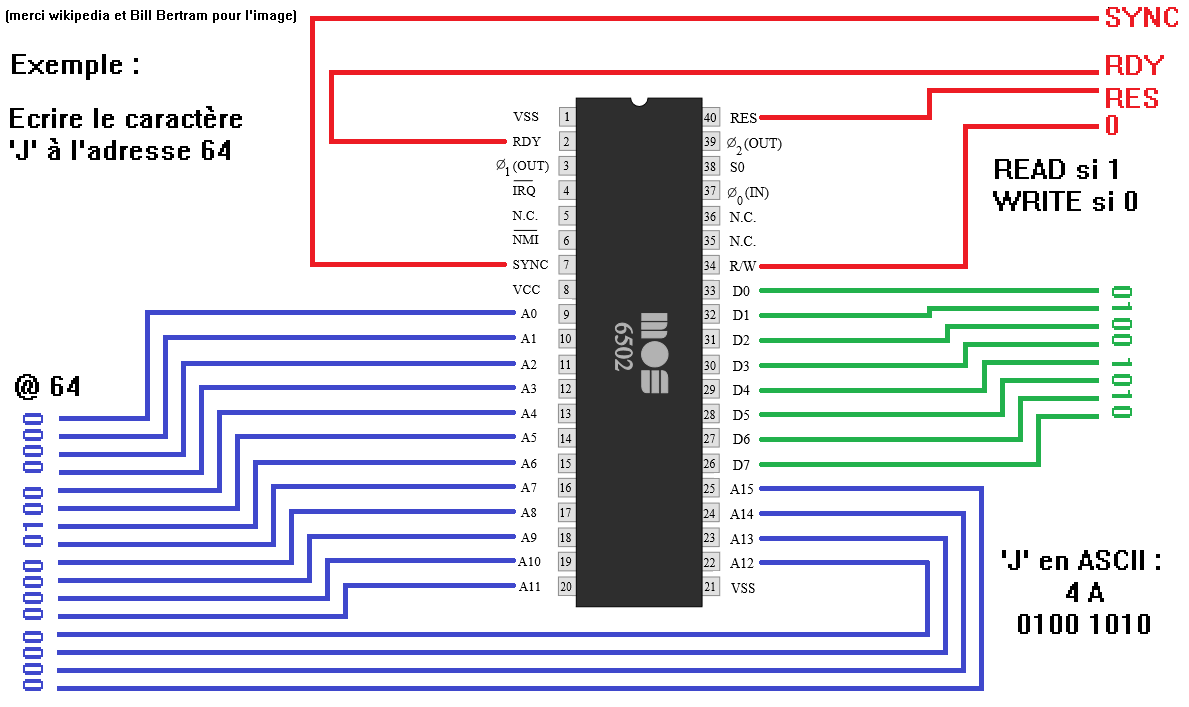 (merci wikipedia et Bill Bertram pour l'image)
SYNC
Exemple :
RDY
RES
0
Ecrire le caractère
'J' à l'adresse 64
READ si 1
WRITE si 0
VSS 1 40 RES
RDY 2 39 Ø2(OUT)
Ø1(OUT) 3 38 S0
IRQ 4 37 Ø0(IN)
N.C. 5 36 N.C.
NMI 6 35 N.C.
SYNC 7 34 R/W
VCC 8 33 D0
A0 9 32 D1
A1 10 31 D2
A2 11 30 D3
A3 12 29 D4
A4 13 28 D5
A5 14 27 D6
A6 15 26 D7
A7 16 25 A15
A8 17 24 A14
A9 18 23 A13
A10 19 22 A12
A11 20 21 VSS
MOS
6502
0100 1010
@ 64
0000 0010 0000 0000
'J' en ASCII :
4 A
0100 1010